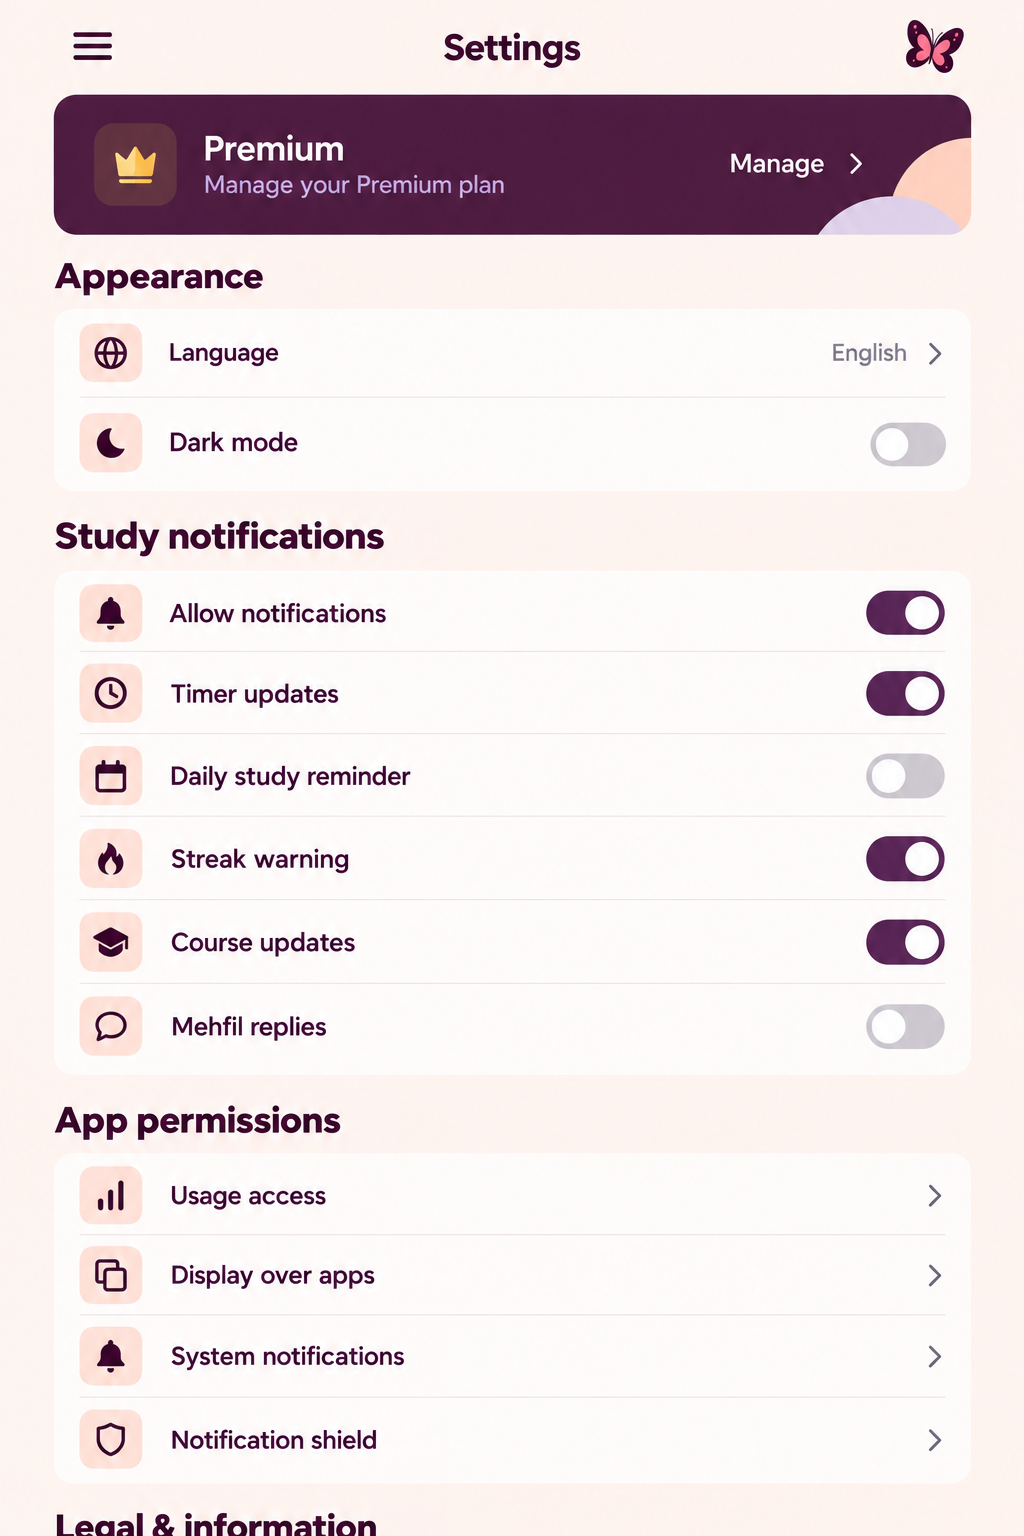 Settings
Premium
Manage your Premium plan
Manage
Appearance
Language
English
Dark mode
Study notifications
Allow notifications
Timer updates
Daily study reminder
Streak warning
Course updates
Mehfil replies
App permissions
Usage access
Display over apps
System notifications
Notification shield
Legal & information